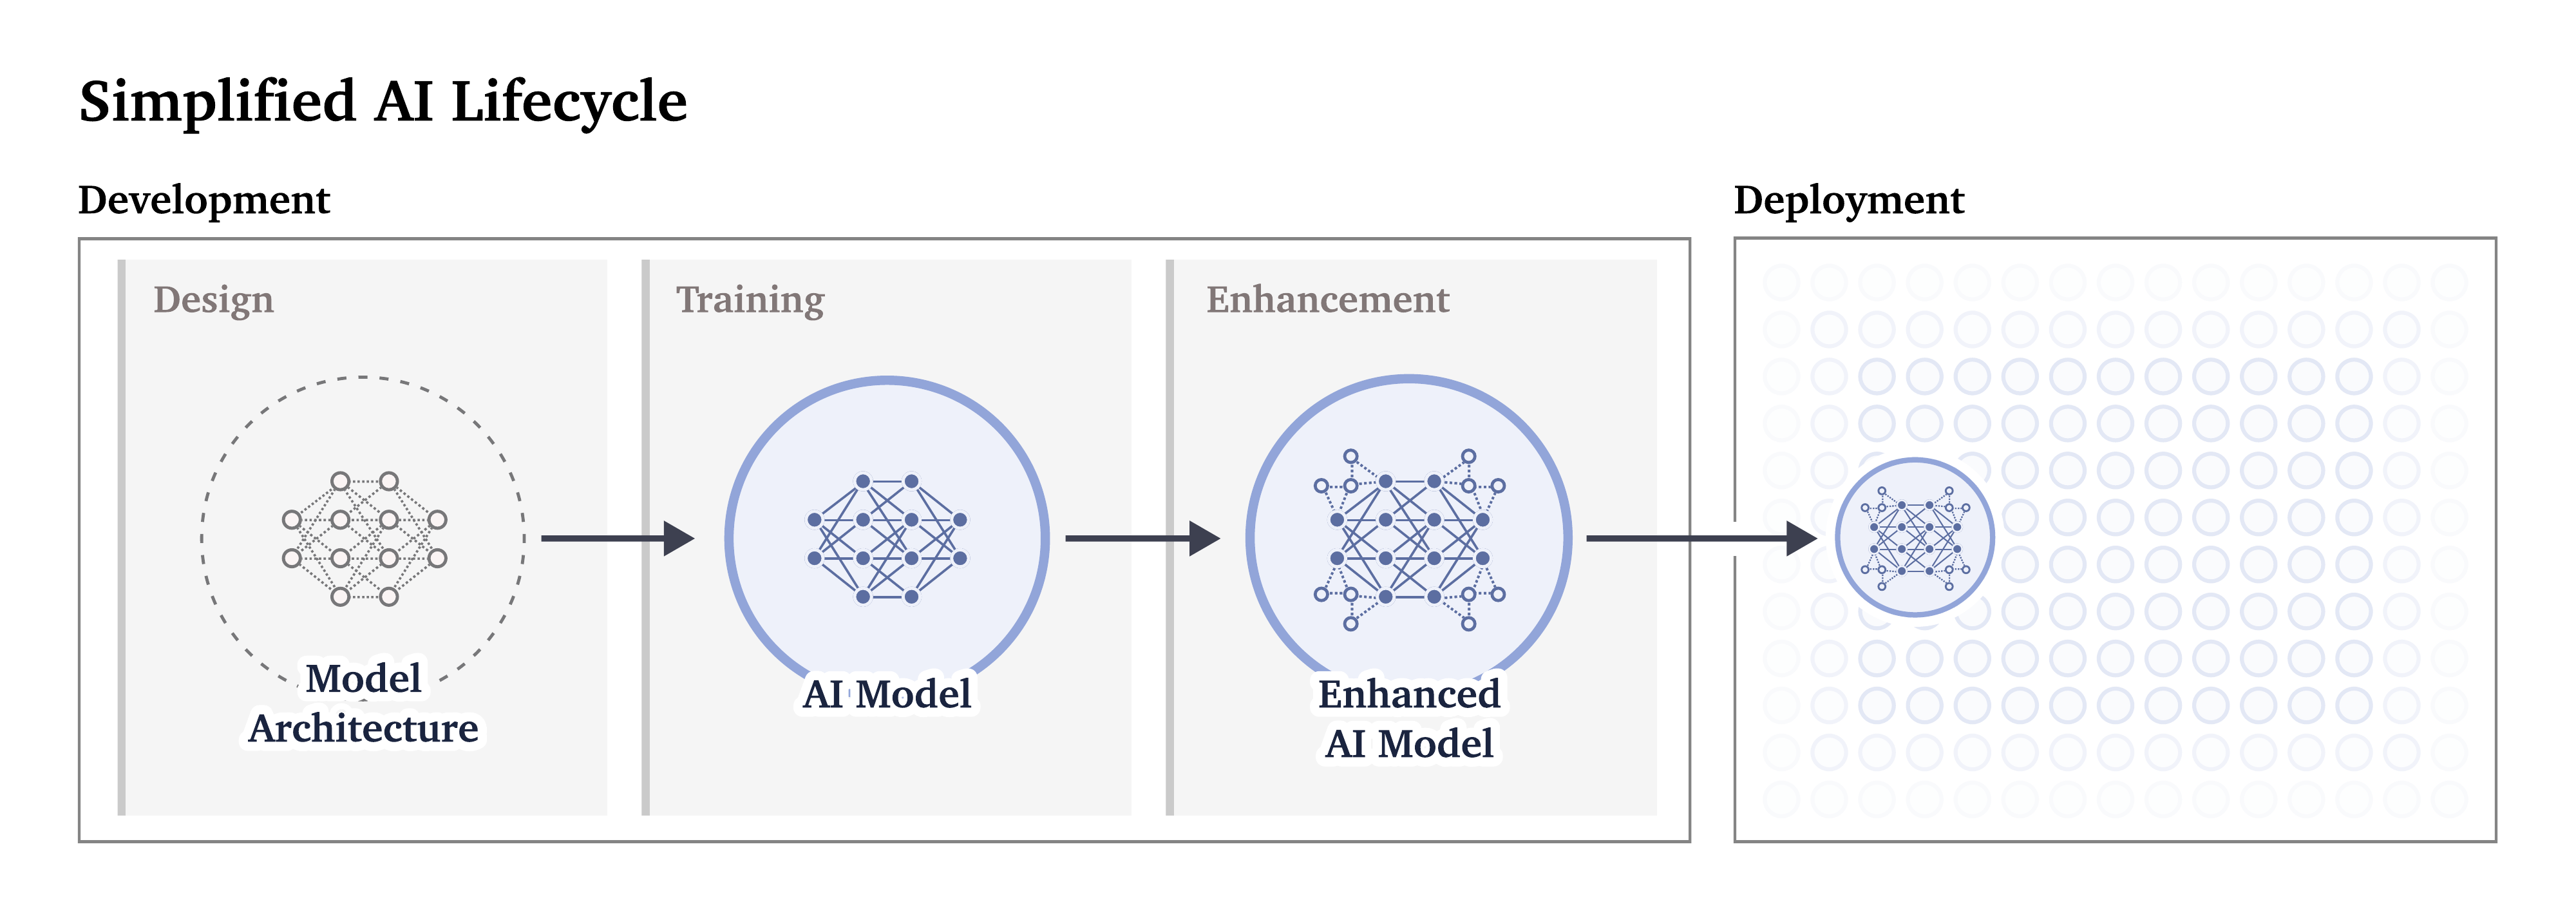 Simplified AI Lifecycle
Development
Deployment
Design
Training
Enhancement
Model
Architecture
AI Model
Enhanced
AI Model